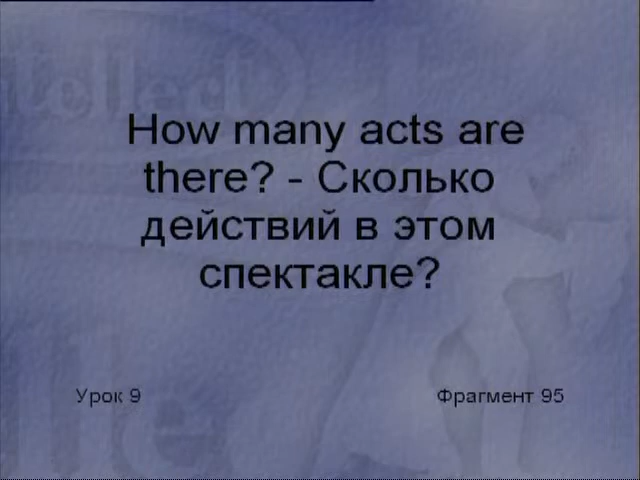 How many acts are
there? - Сколько
действий в этом
спектакле?
Урок 9
Фрагмент 95